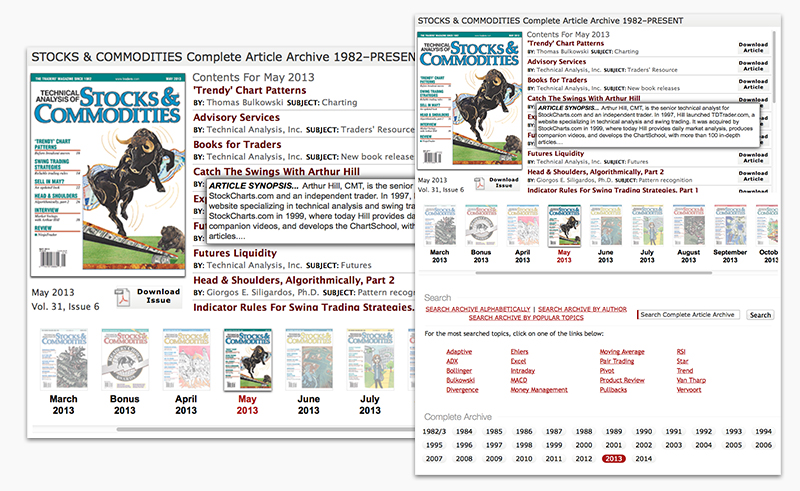 STOCKS & COMMODITIES Complete Article Archive 1982–PRESENT
THE TRADERS' MAGAZINE SINCE 1982
MAY 2013
TECHNICAL
ANALYSIS OF
STOCKS &
COMMODITIES
'TRENDY' CHART
PATTERNS
SWING TRADING
STRATEGIES
SELL IN MAY?
HEAD & SHOULDERS
INTERVIEW
REVIEW
Contents For May 2013
'Trendy' Chart Patterns
BY: Thomas Bulkowski SUBJECT: Charting
Advisory Services
BY: Technical Analysis, Inc. SUBJECT: Traders' Resource
Books for Traders
BY: Technical Analysis, Inc. SUBJECT: New book release
Catch The Swings With Arthur Hill
ARTICLE SYNOPSIS... Arthur Hill, CMT, is the senior
StockCharts.com and an independent trader. In 1997,
website specializing in technical analysis and swing tra
StockCharts.com in 1999, where today Hill provides da
companion videos, and develops the ChartSchool, with
articles....
Futures Liquidity
BY: Technical Analysis, Inc. SUBJECT: Futures
Head & Shoulders, Algorithmically, Part 2
BY: Giorgos E. Siligardos, Ph.D. SUBJECT: Pattern recogn
Indicator Rules For Swing Trading Strategies.
May 2013
Vol. 31, Issue 6
Download
Issue
March
2013
Bonus
2013
April
2013
May
2013
June
2013
July
2013
STOCKS & COMMODITIES Complete Article Archive 1982–PRESENT
TECHNICAL
ANALYSIS OF
STOCKS &
COMMODITIES
Contents For May 2013
'Trendy' Chart Patterns
BY: Thomas Bulkowski SUBJECT: Charting
Download
Article
Advisory Services
BY: Technical Analysis, Inc. SUBJECT: Traders' Resource
Download
Article
Books for Traders
BY: Technical Analysis, Inc. SUBJECT: New book releases
Download
Article
Catch The Swings With Arthur Hill
Download
ARTICLE SYNOPSIS... Arthur Hill, CMT, is the senior technical analyst for
StockCharts.com and an independent trader. In 1997, Hill launched TDTrader.com, a
website specializing in technical analysis and swing trading. It was acquired by
StockCharts.com in 1999, where today Hill provides daily market analysis, produces
companion videos, and develops the ChartSchool, with more than 100 in-depth
articles....
Futures Liquidity
BY: Technical Analysis, Inc. SUBJECT: Futures
Download
Article
Head & Shoulders, Algorithmically, Part 2
BY: Giorgos E. Siligardos, Ph.D. SUBJECT: Pattern recognition
Download
Article
Indicator Rules For Swing Trading Strategies, Part 1
Download
May 2013
Vol. 31, Issue 6
Download
Issue
March
2013
Bonus
2013
April
2013
May
2013
June
2013
July
2013
August
2013
September
2013
Octob
2013
Search
SEARCH ARCHIVE ALPHABETICALLY | SEARCH ARCHIVE BY AUTHOR
SEARCH ARCHIVE BY POPULAR TOPICS
Search Complete Article Archive
Search
For the most searched topics, click on one of the links below:
Adaptive Ehlers Moving Average RSI
ADX Excel Pair Trading Star
Bollinger Intraday Pivot Trend
Bulkowski MACD Product Review Van Tharp
Divergence Money Management Pullbacks Vervoort
Complete Archive
1982/3 1984 1985 1986 1987 1988 1989 1990 1991 1992 1993 1994
1995 1996 1997 1998 1999 2000 2001 2002 2003 2004 2005 2006
2007 2008 2009 2010 2011 2012 2013 2014